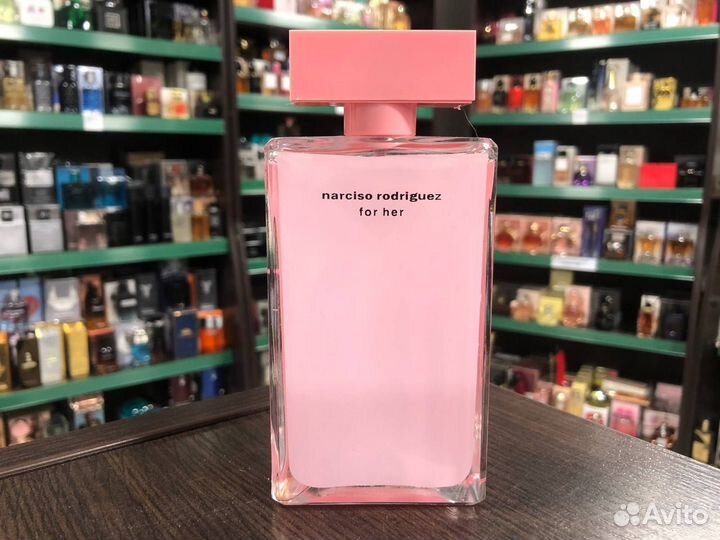 narciso rodriguez
for her
Avito